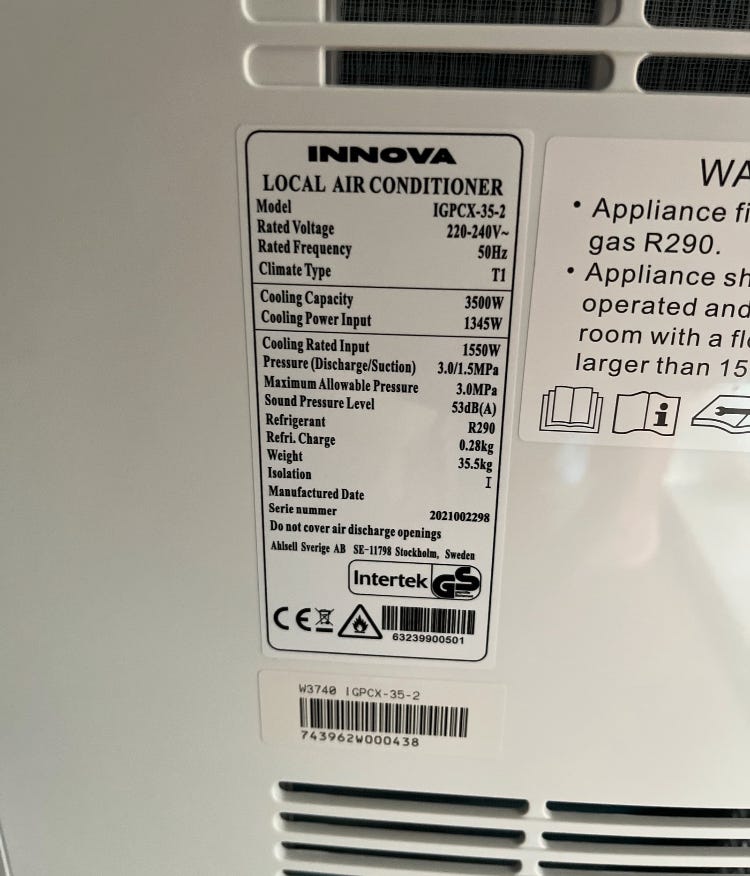 INNOVA
LOCAL AIR CONDITIONER
Model IGPCX-35-2
Rated Voltage 220-240V~
Rated Frequency 50Hz
Climate Type T1
Cooling Capacity 3500W
Cooling Power Input 1345W
Cooling Rated Input 1550W
Pressure (Discharge/Suction) 3.0/1.5MPa
Maximum Allowable Pressure 3.0MPa
Sound Pressure Level 53dB(A)
Refrigerant R290
Refri. Charge 0.28kg
Weight 35.5kg
Isolation I
Manufactured Date
Serie nummer 2021002298
Do not cover air discharge openings
Ahlsell Sverige AB SE-11798 Stockholm, Sweden
Intertek GS
CE
63239900501
W3740 IGPCX-35-2
743962W000438
WA
• Appliance fi
gas R290.
• Appliance sh
operated and
room with a flo
larger than 15